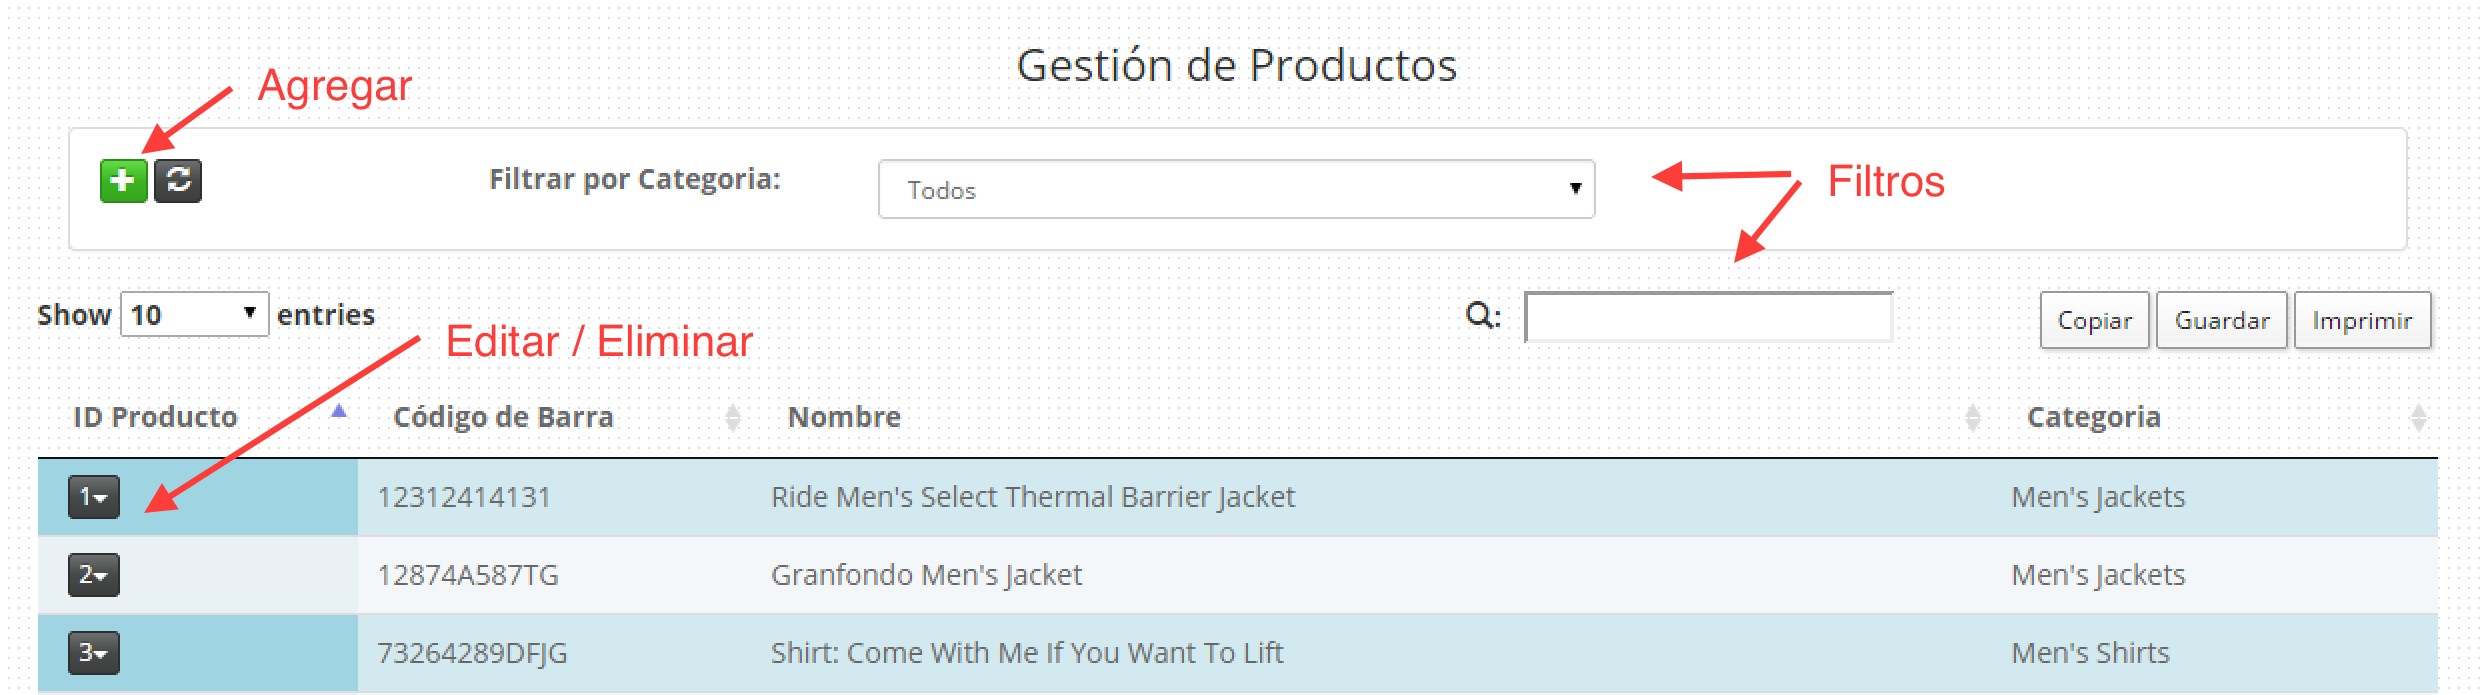 Gestión de Productos
Agregar
Filtrar por Categoria: Todos
Filtros
Show 10 entries
: Copiar Guardar Imprimir
Editar / Eliminar
ID Producto Código de Barra Nombre Categoria
1 12312414131 Ride Men's Select Thermal Barrier Jacket Men's Jackets
2 12874A587TG Granfondo Men's Jacket Men's Jackets
3 73264289DFJG Shirt: Come With Me If You Want To Lift Men's Shirts